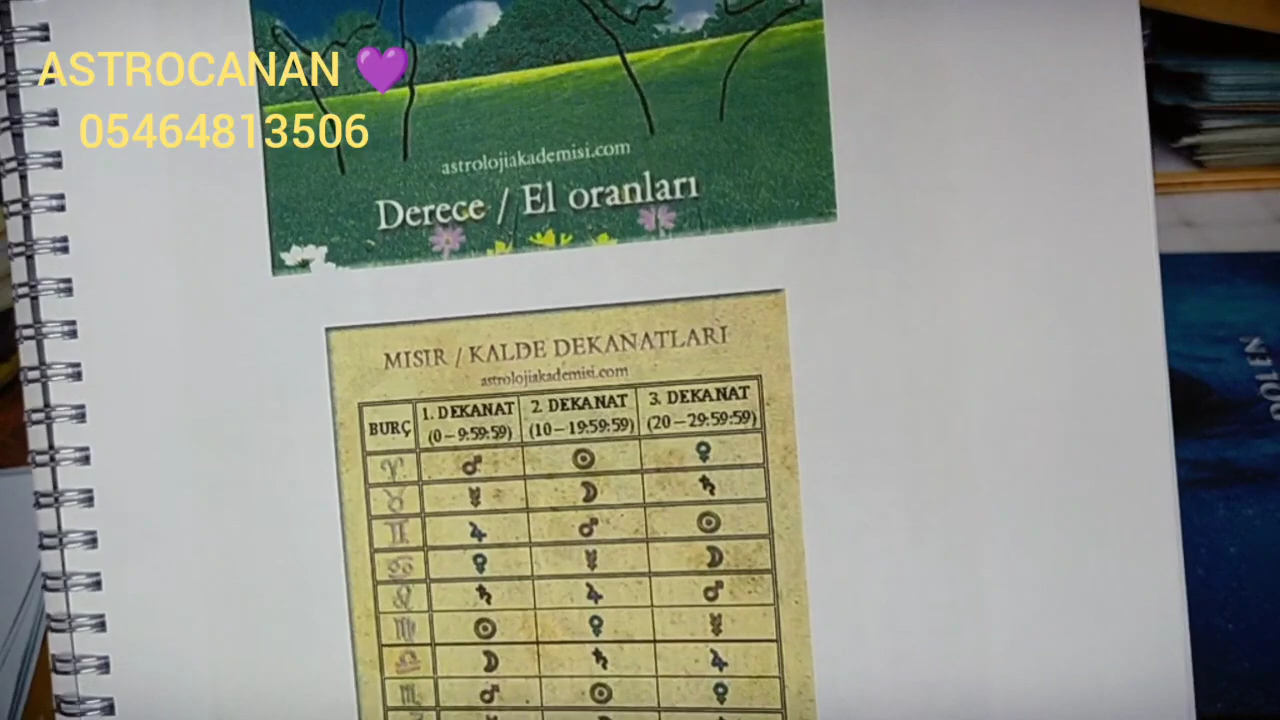 ASTROCANAN 💜
05464813506
astrolojiakademisi.com
Derece / El oranları
MISIR / KALDE DEKANATLARI
astrolojiakademisi.com
BURÇ 1. DEKANAT (0–9:59:59) 2. DEKANAT (10–19:59:59) 3. DEKANAT (20–29:59:59)
♈ ♂ ☉ ♀
♉ ☿ ☽ ♄
♊ ♃ ♂ ☉
♋ ♀ ☿ ☽
♌ ♄ ♃ ♂
♍ ☉ ♀ ☿
♎ ☽ ♄ ♃
♏ ♂ ☉ ♀